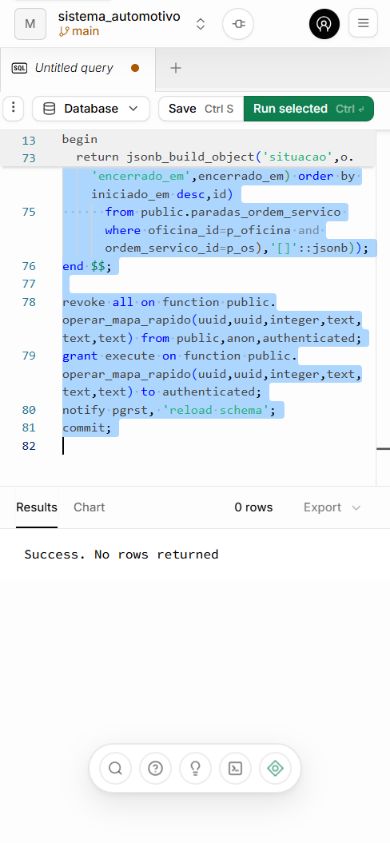 M
sistema_automotivo
main
SQL Untitled query
Database
Save Ctrl S
Run selected Ctrl ↵
13 begin
73 return jsonb_build_object('situacao',o.
'encerrado_em',encerrado_em) order by
iniciado_em desc,id)
75 from public.paradas_ordem_servico
where oficina_id=p_oficina and
ordem_servico_id=p_os),'[]'::jsonb));
76 end $$;
77
78 revoke all on function public.
operar_mapa_rapido(uuid,uuid,integer,text,
text,text) from public,anon,authenticated;
79 grant execute on function public.
operar_mapa_rapido(uuid,uuid,integer,text,
text,text) to authenticated;
80 notify pgrst, 'reload schema';
81 commit;
82
Results Chart 0 rows Export
Success. No rows returned